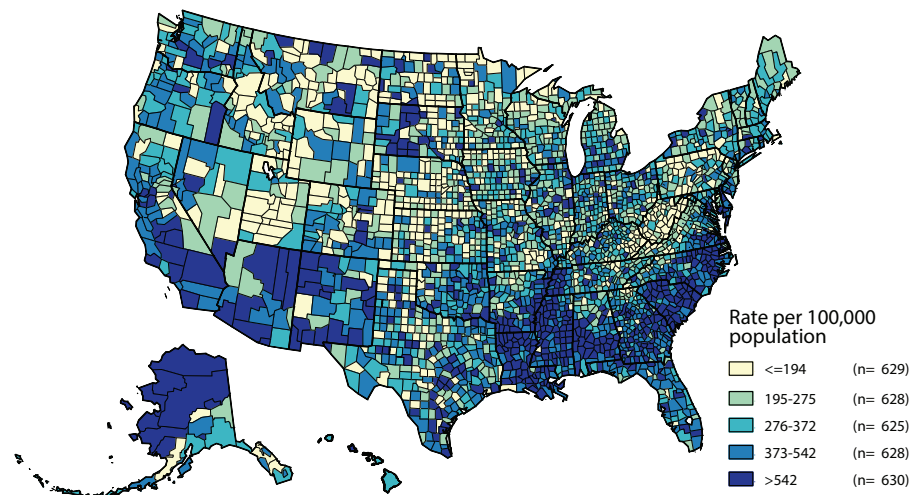 Rate per 100,000
population
<=194 (n= 629)
195-275 (n= 628)
276-372 (n= 625)
373-542 (n= 628)
>542 (n= 630)